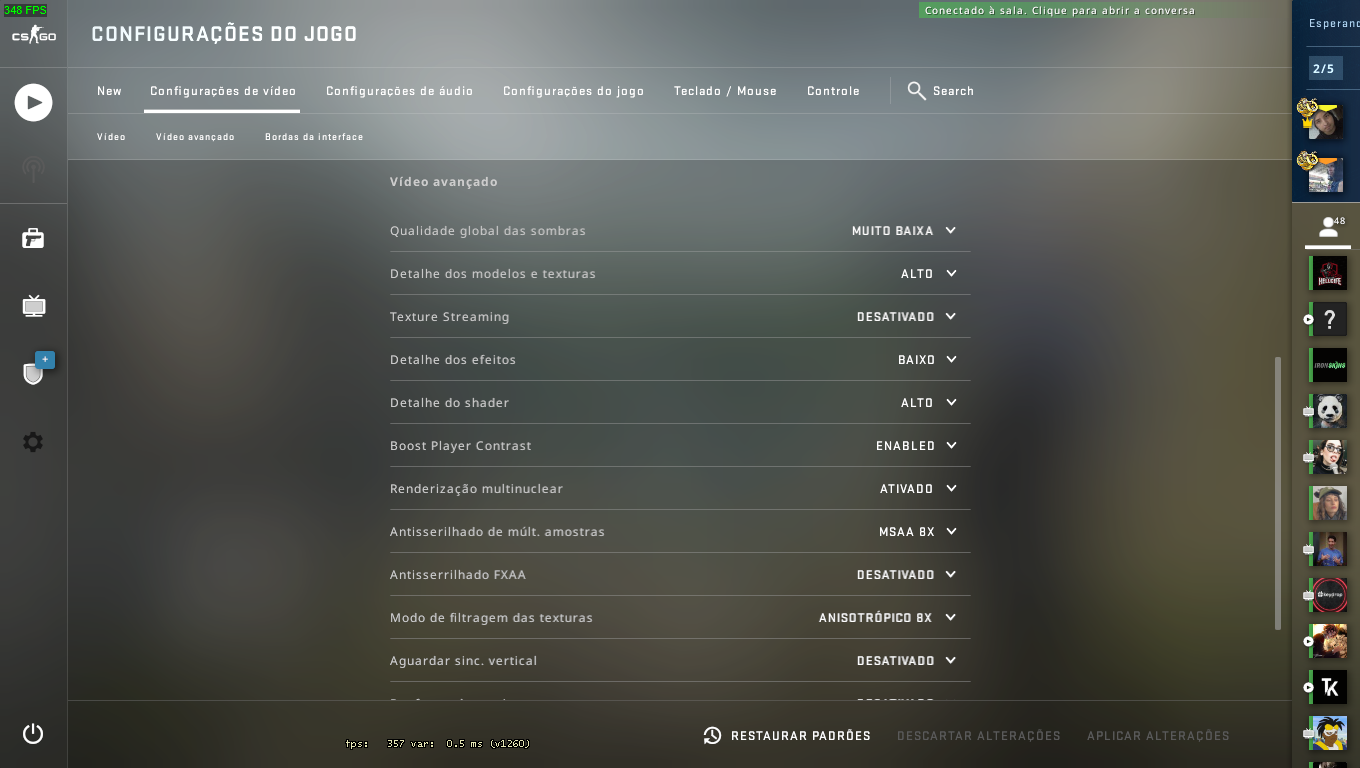 348 FPS
Conectado à sala. Clique para abrir a conversa
CS GO
CONFIGURAÇÕES DO JOGO
Esperand
2/5
New
Configurações de vídeo
Configurações de áudio
Configurações do jogo
Teclado / Mouse
Controle
Search
Vídeo
Vídeo avançado
Bordas da interface
Vídeo avançado
48
Qualidade global das sombras MUITO BAIXA
Detalhe dos modelos e texturas ALTO
Texture Streaming DESATIVADO
Detalhe dos efeitos BAIXO
Detalhe do shader ALTO
Boost Player Contrast ENABLED
Renderização multinuclear ATIVADO
Antisserilhado de múlt. amostras MSAA 8X
Antisserrilhado FXAA DESATIVADO
Modo de filtragem das texturas ANISOTRÓPICO 8X
Aguardar sinc. vertical DESATIVADO
HELLCIFE
?
IRONSKINS
keydrop
TK
fps: 357 var: 0.5 ms (v1260)
RESTAURAR PADRÕES
DESCARTAR ALTERAÇÕES
APLICAR ALTERAÇÕES